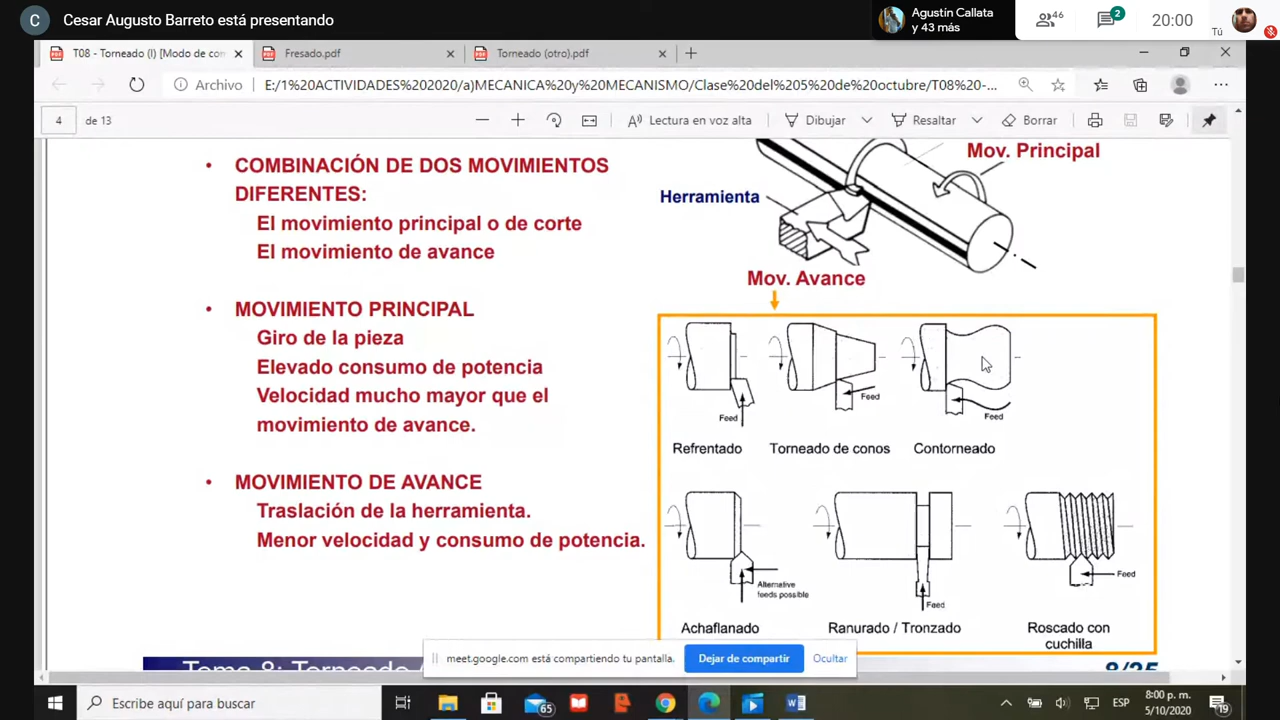 C Cesar Augusto Barreto está presentando
Agustín Callata
y 43 más
46
2
20:00
Tú
T08 - Torneado (I) [Modo de con
Fresado.pdf
Torneado (otro).pdf
Archivo
E:/1%20ACTIVIDADES%202020/a)MECANICA%20y%20MECANISMO/Clase%20del%205%20de%20octubre/T08%20-...
4 de 13
Lectura en voz alta
Dibujar
Resaltar
Borrar
COMBINACIÓN DE DOS MOVIMIENTOS
DIFERENTES:
El movimiento principal o de corte
El movimiento de avance
MOVIMIENTO PRINCIPAL
Giro de la pieza
Elevado consumo de potencia
Velocidad mucho mayor que el
movimiento de avance.
MOVIMIENTO DE AVANCE
Traslación de la herramienta.
Menor velocidad y consumo de potencia.
Mov. Principal
Herramienta
Mov. Avance
Feed
Feed
Feed
Refrentado
Torneado de conos
Contorneado
Alternative
feeds possible
Feed
Feed
Achaflanado
Ranurado / Tronzado
Roscado con
cuchilla
Tema 8: Torneado
8/35
meet.google.com está compartiendo tu pantalla.
Dejar de compartir
Ocultar
Escribe aquí para buscar
65
ESP
8:00 p. m.
5/10/2020
19